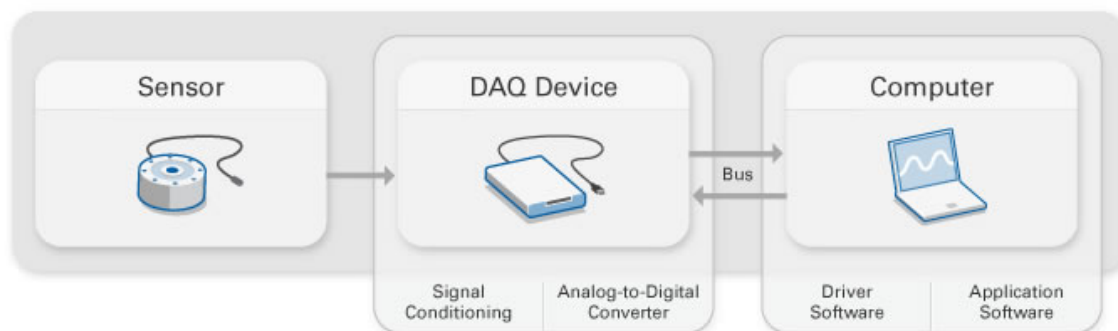 Sensor
DAQ Device
Computer
Bus
Signal
Conditioning
Analog-to-Digital
Converter
Driver
Software
Application
Software